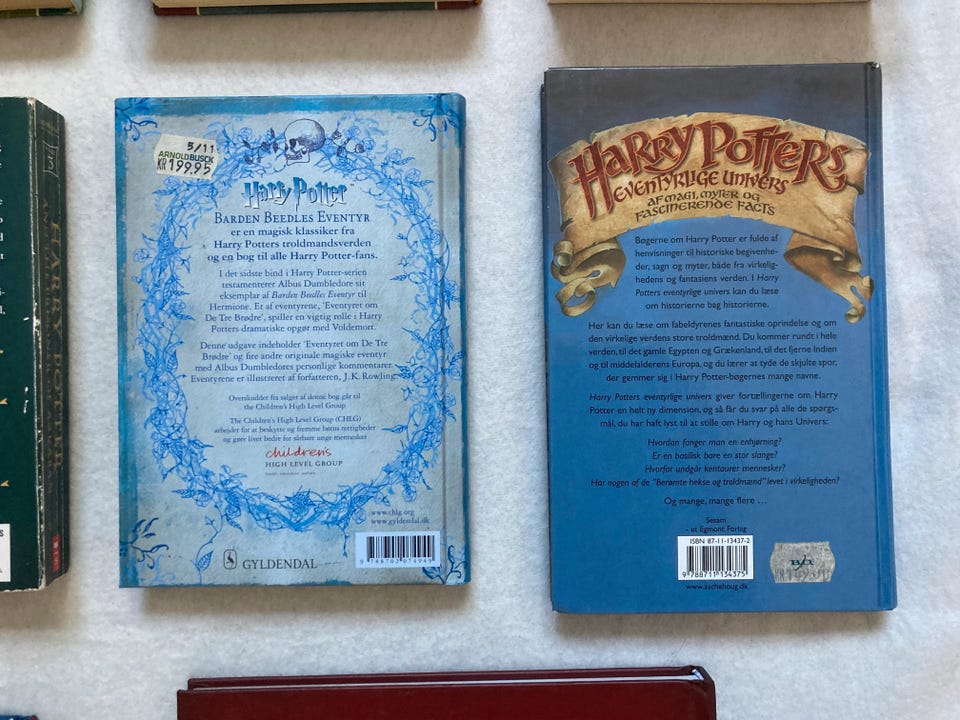 5/11
ARNOLD BUSCK
KR 199.95
Harry Potter
BARDEN BEEDLES EVENTYR
er en magisk klassiker fra
Harry Potters troldmandsverden
og en bog til alle Harry Potter-fans.
I det sidste bind i Harry Potter-serien
testamenterer Albus Dumbledore sit
eksemplar af Barden Beedles Eventyr til
Hermione. Et af eventyrene, 'Eventyret om
De Tre Brødre', spiller en vigtig rolle i Harry
Potters dramatiske opgør med Voldemort.
Denne udgave indeholder 'Eventyret om De Tre
Brødre' og fire andre originale magiske eventyr
med Albus Dumbledores personlige kommentarer.
Eventyrene er illustreret af forfatteren, J.K. Rowling.
Overskuddet fra salget af denne bog går til
the Children's High Level Group
The Children's High Level Group (CHLG)
arbejder for at beskytte og fremme børns rettigheder
og gøre livet bedre for sårbare unge mennesker
children's
HIGH LEVEL GROUP
health education welfare
www.chlg.org
www.gyldendal.dk
GYLDENDAL
9 788702 074949
HARRY POTTERS
EVENTYRLIGE UNIVERS
AF MAGI, MYTER OG
FASCINERENDE FACTS
Bøgerne om Harry Potter er fulde af
henvisninger til historiske begivenhe-
der, sagn og myter, både fra virkelig-
hedens og fantasiens verden. I Harry
Potters eventyrlige univers kan du læse
om historierne bag historierne.
Her kan du læse om fabeldyrenes fantastiske oprindelse og om
den virkelige verdens store troldmænd. Du kommer rundt i hele
verden, til det gamle Egypten og Grækenland, til det fjerne Indien
og til middelalderens Europa, og du lærer at tyde de skjulte spor,
der gemmer sig i Harry Potter-bøgernes mange navne.
Harry Potters eventyrlige univers giver fortællingerne om Harry
Potter en helt ny dimension, og så får du svar på alle de spørgs-
mål, du har haft lyst til at stille om Harry og hans Univers:
Hvordan fanger man en enhjørning?
Er en basilisk bare en stor slange?
Hvorfor undgår kentaurer mennesker?
Har nogen af de "Berømte hekse og troldmænd" levet i virkeligheden?
Og mange, mange flere ...
Sesam
- et Egmont Forlag
ISBN 87-11-13437-2
9 788711 134375
www.aschehoug.dk